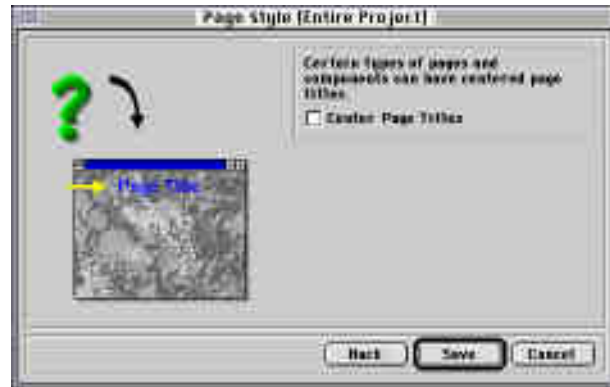 Page Style [Entire Project]
Certain types of pages and
components can have centered page
titles.
Center Page Titles
Page Title
Back
Save
Cancel